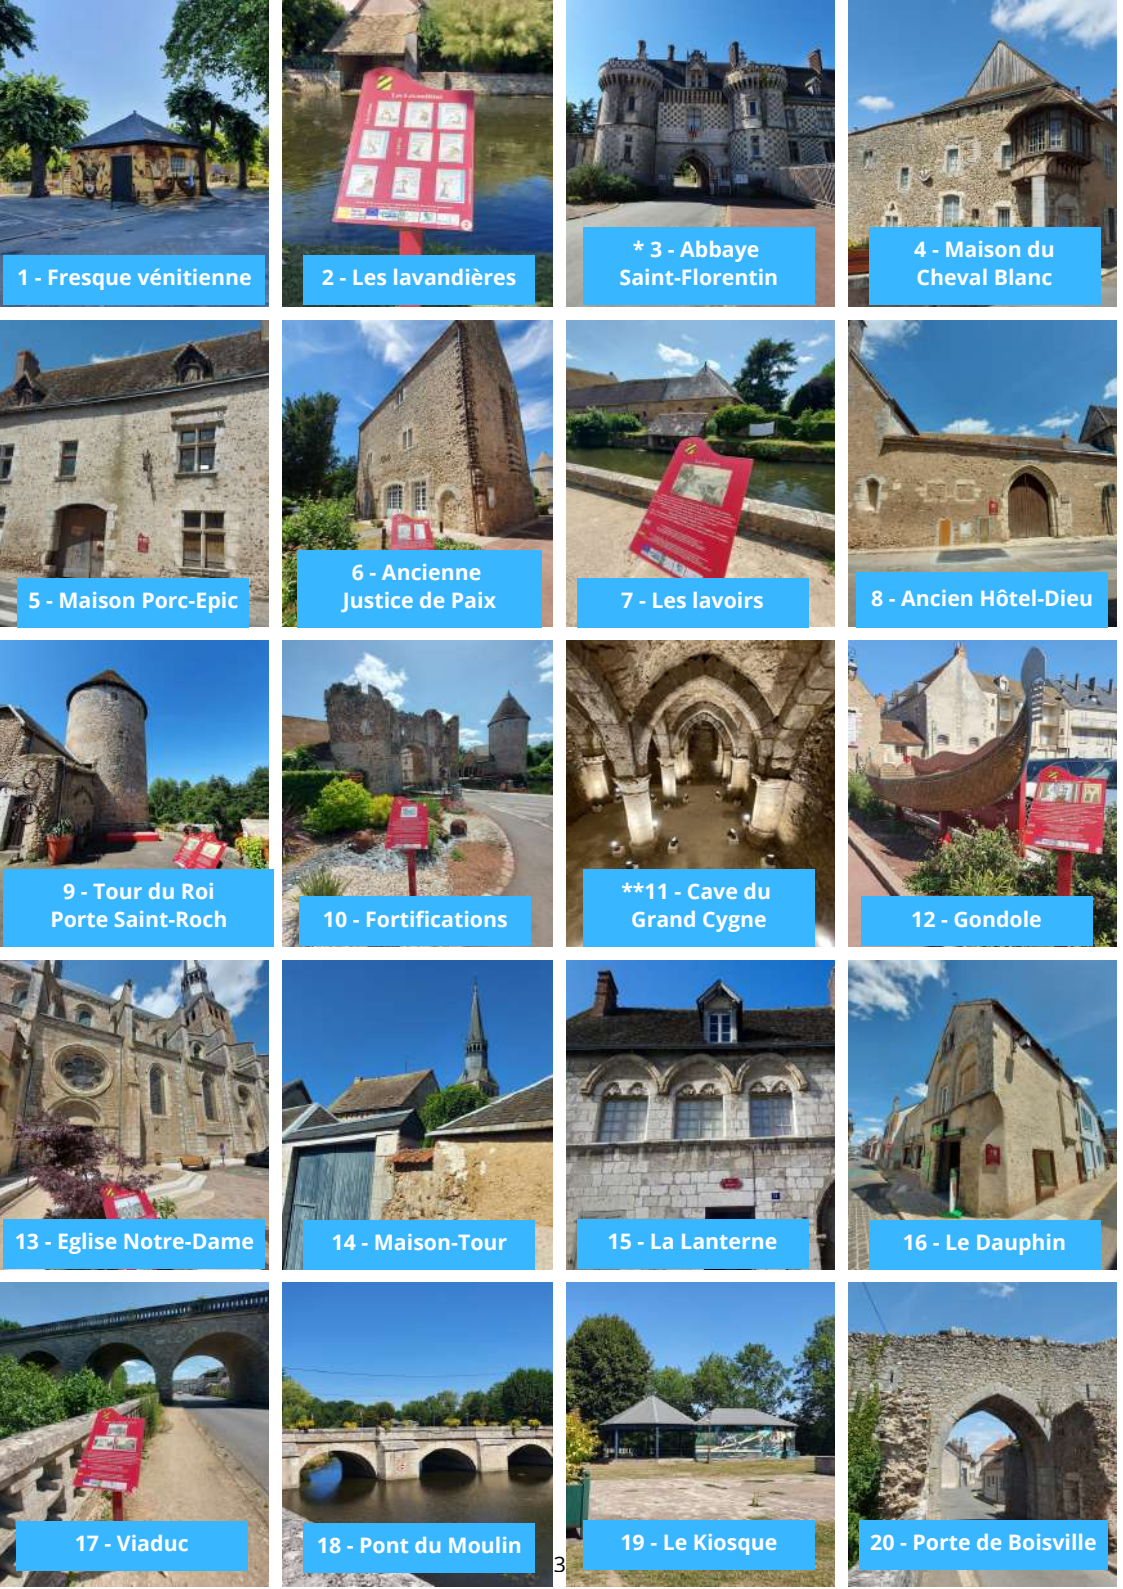 Les Lavandières
1 - Fresque vénitienne
2 - Les lavandières
* 3 - Abbaye
Saint-Florentin
4 - Maison du
Cheval Blanc
5 - Maison Porc-Epic
6 - Ancienne
Justice de Paix
7 - Les lavoirs
8 - Ancien Hôtel-Dieu
9 - Tour du Roi
Porte Saint-Roch
10 - Fortifications
**11 - Cave du
Grand Cygne
12 - Gondole
13 - Eglise Notre-Dame
14 - Maison-Tour
15 - La Lanterne
16 - Le Dauphin
17 - Viaduc
18 - Pont du Moulin
19 - Le Kiosque
20 - Porte de Boisville
3